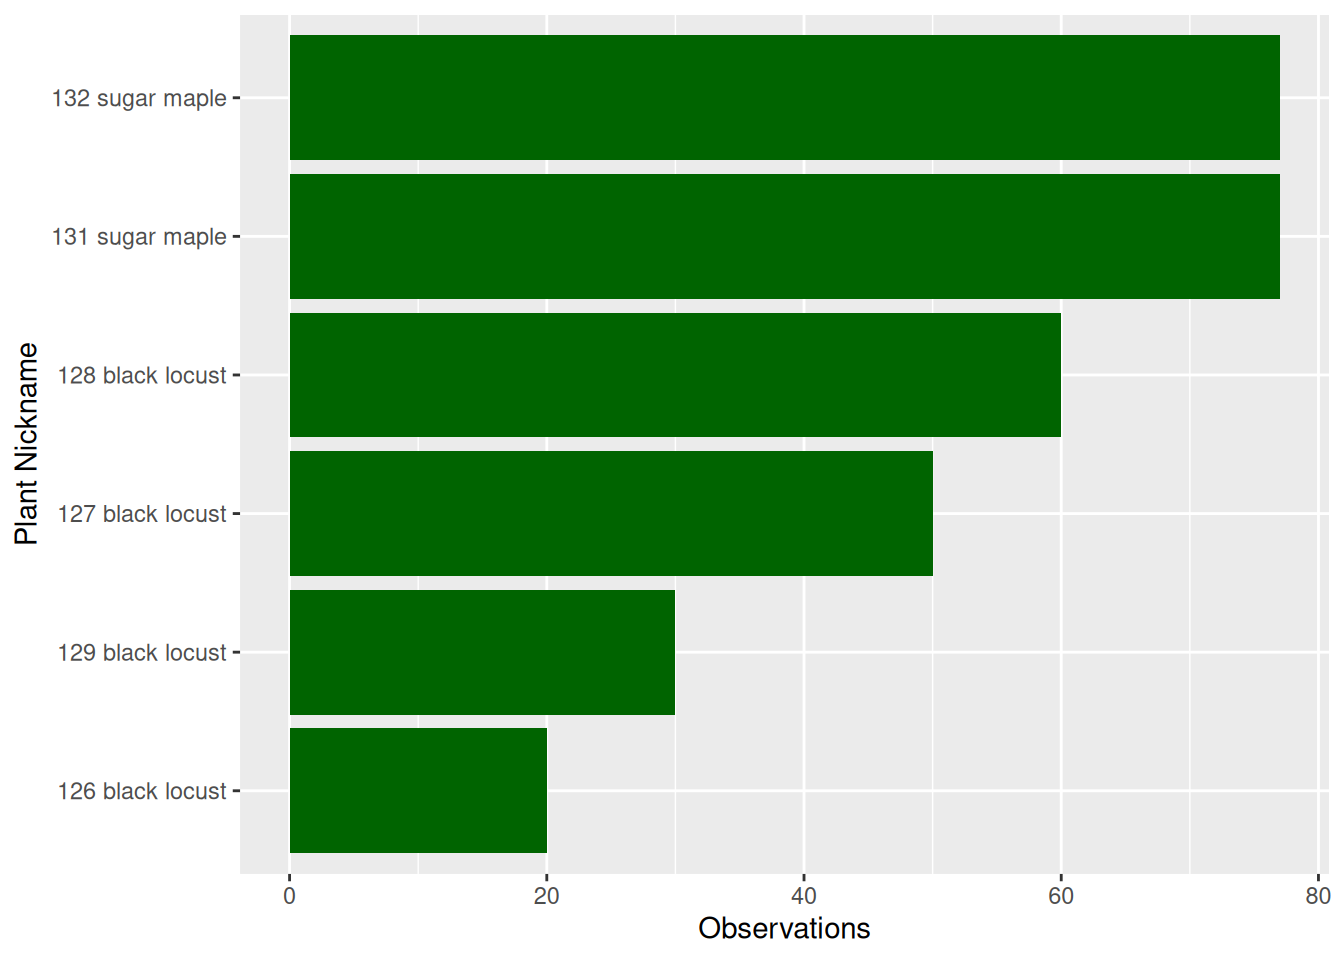 132 sugar maple
131 sugar maple
128 black locust
127 black locust
129 black locust
126 black locust
Plant Nickname
0 20 40 60 80
Observations